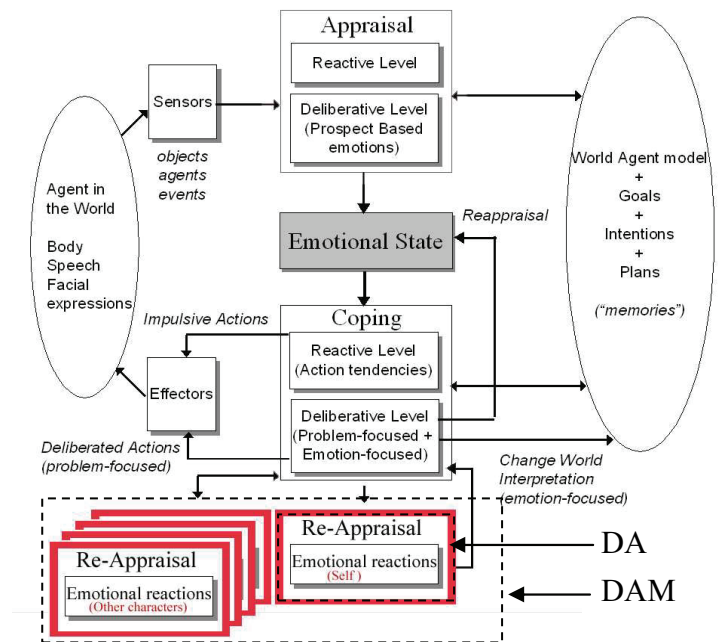 Appraisal
Reactive Level
Deliberative Level
(Prospect Based
emotions)
Sensors
objects
agents
events
Agent in
the World
Body
Speech
Facial
expressions
World Agent model
+
Goals
+
Intentions
+
Plans
("memories")
Reappraisal
Emotional State
Impulsive Actions
Coping
Reactive Level
(Action tendencies)
Effectors
Deliberative Level
(Problem-focused +
Emotion-focused)
Deliberated Actions
(problem-focused)
Change World
Interpretation
(emotion-focused)
Re-Appraisal
Emotional reactions
(Other characters)
Re-Appraisal
Emotional reactions
(Self )
DA
DAM